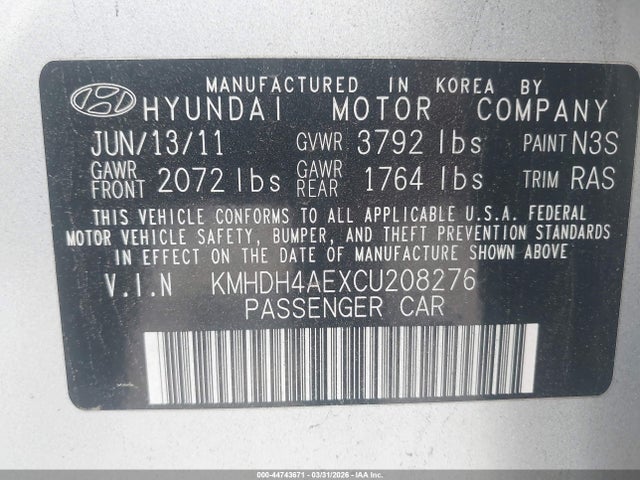 MANUFACTURED IN KOREA BY
HYUNDAI MOTOR COMPANY
JUN/13/11 GVWR 3792 lbs PAINT N3S
GAWR FRONT 2072 lbs GAWR REAR 1764 lbs TRIM RAS
THIS VEHICLE CONFORMS TO ALL APPLICABLE U.S.A. FEDERAL
MOTOR VEHICLE SAFETY, BUMPER, AND THEFT PREVENTION STANDARDS
IN EFFECT ON THE DATE OF MANUFACTURE SHOWN ABOVE
V.I.N KMHDH4AEXCU208276
PASSENGER CAR
000-44743671 - 03/31/2026 - IAAI.COM